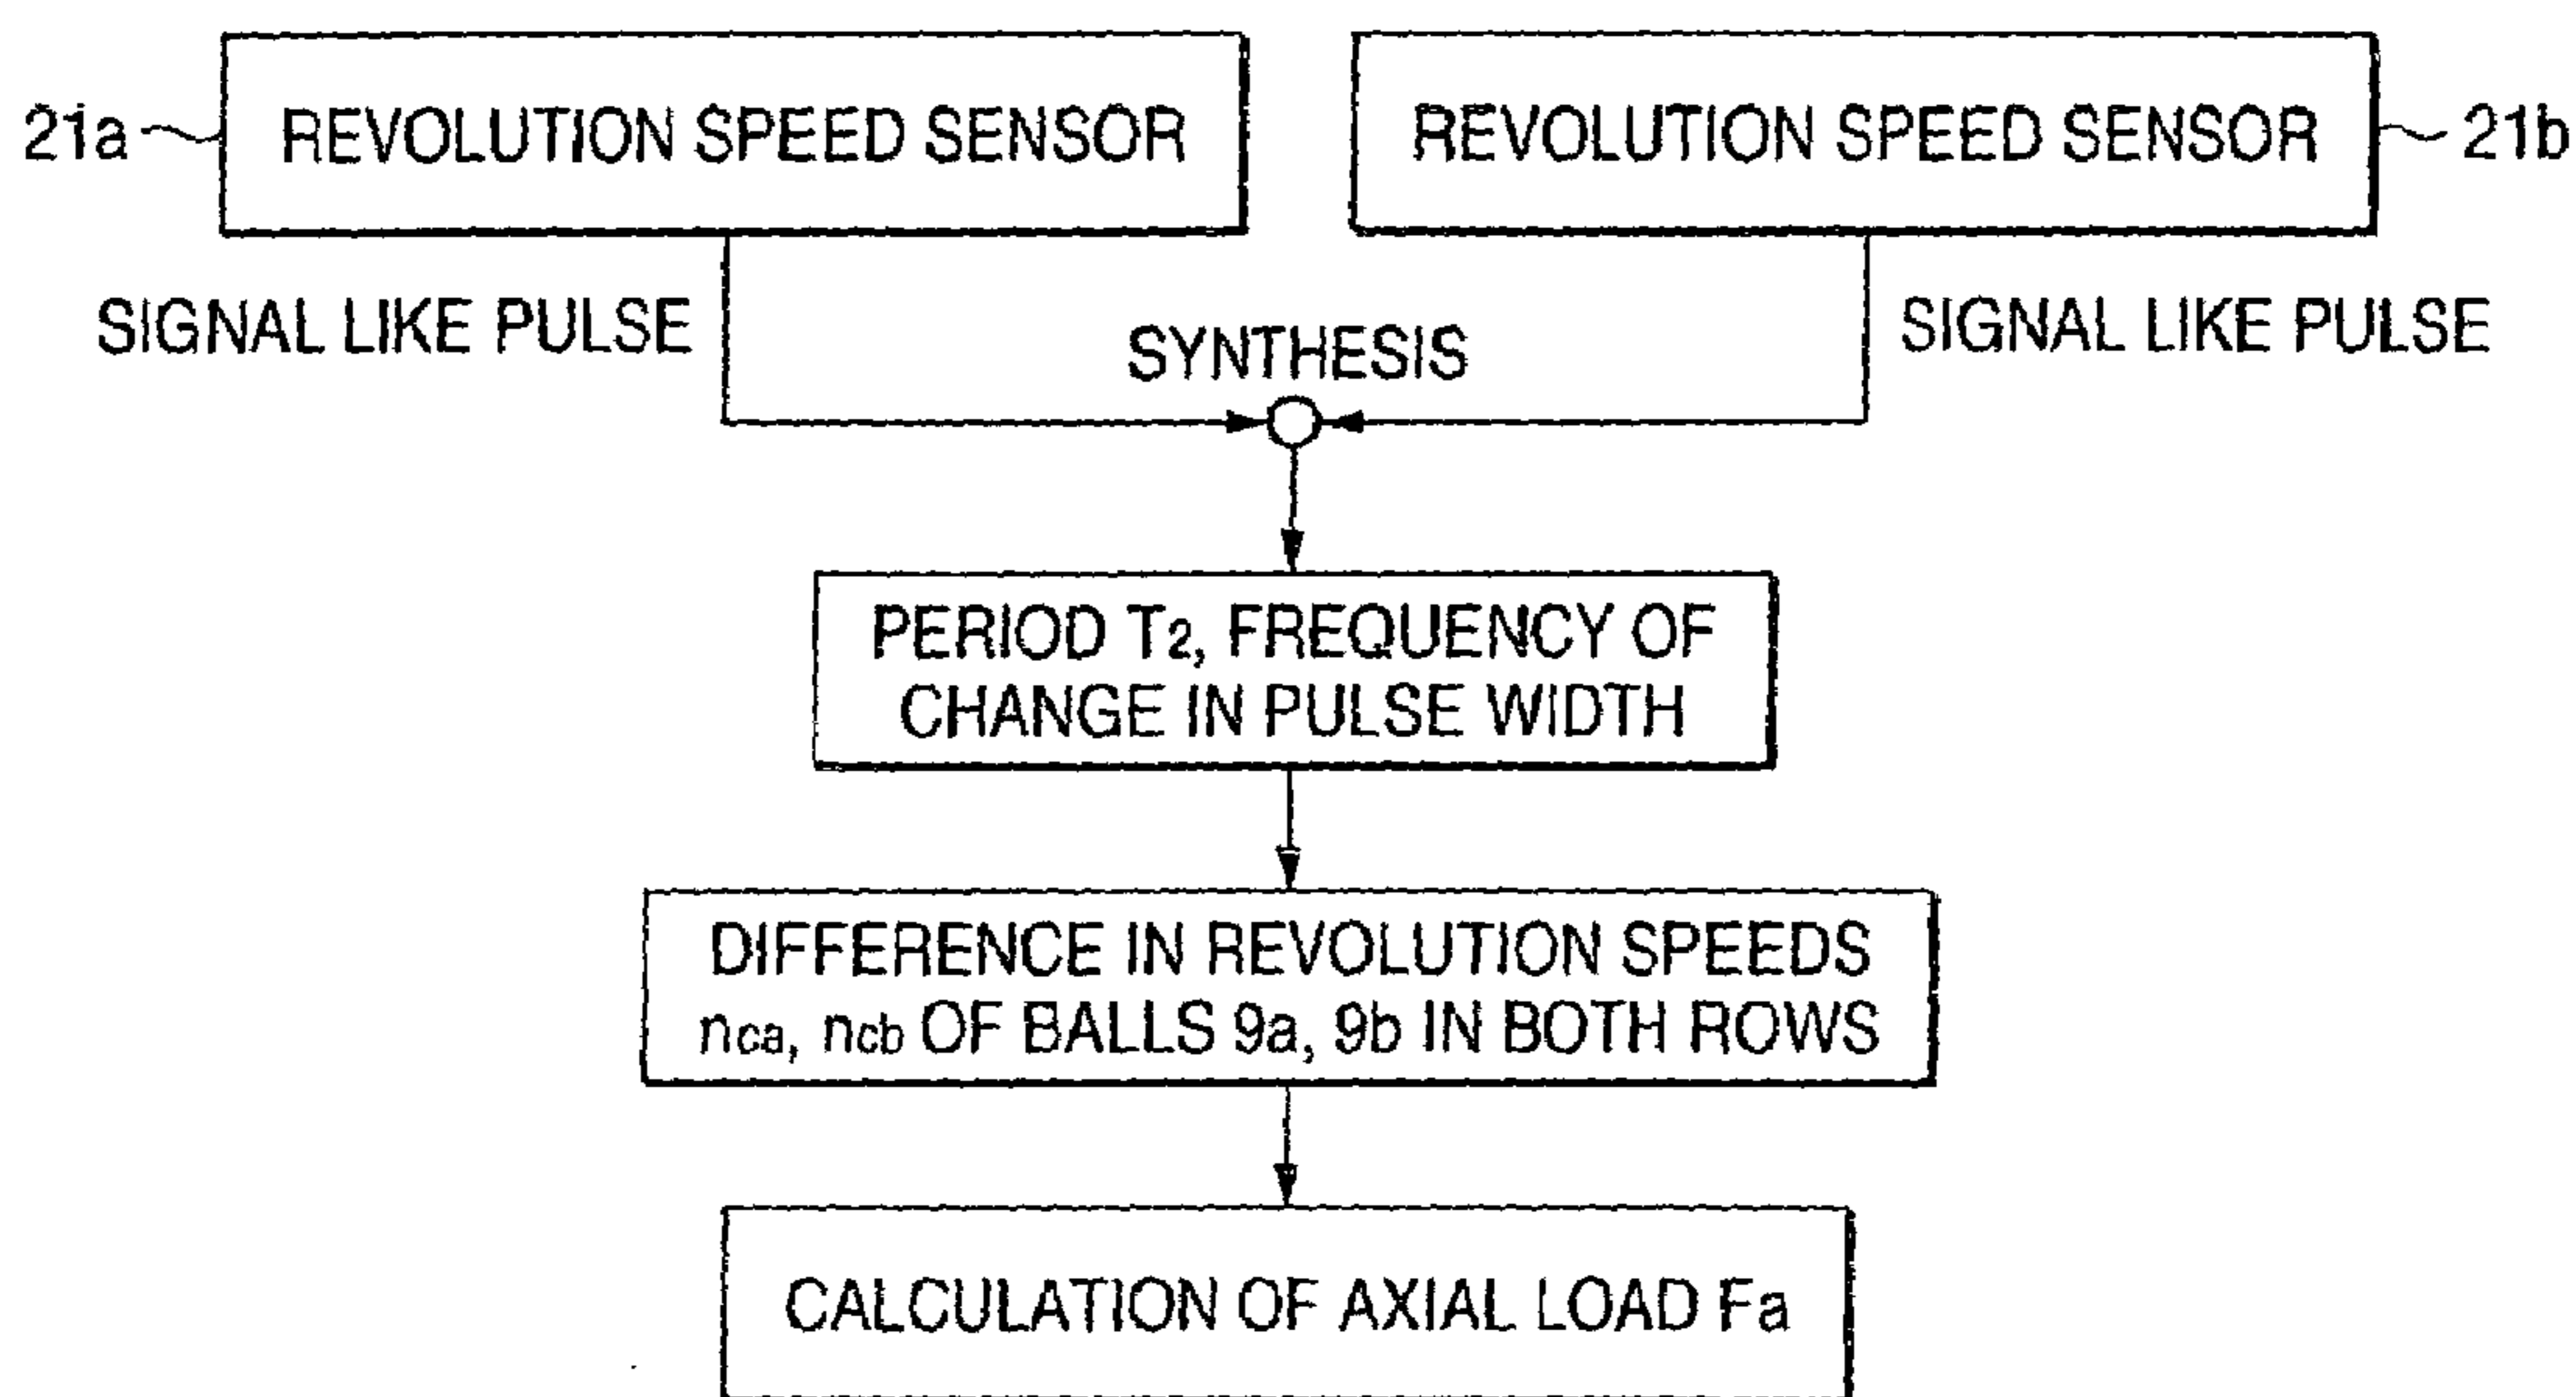 21a
REVOLUTION SPEED SENSOR
REVOLUTION SPEED SENSOR
21b
SIGNAL LIKE PULSE
SYNTHESIS
SIGNAL LIKE PULSE
PERIOD T2, FREQUENCY OF
CHANGE IN PULSE WIDTH
DIFFERENCE IN REVOLUTION SPEEDS
nca, ncb OF BALLS 9a, 9b IN BOTH ROWS
CALCULATION OF AXIAL LOAD Fa